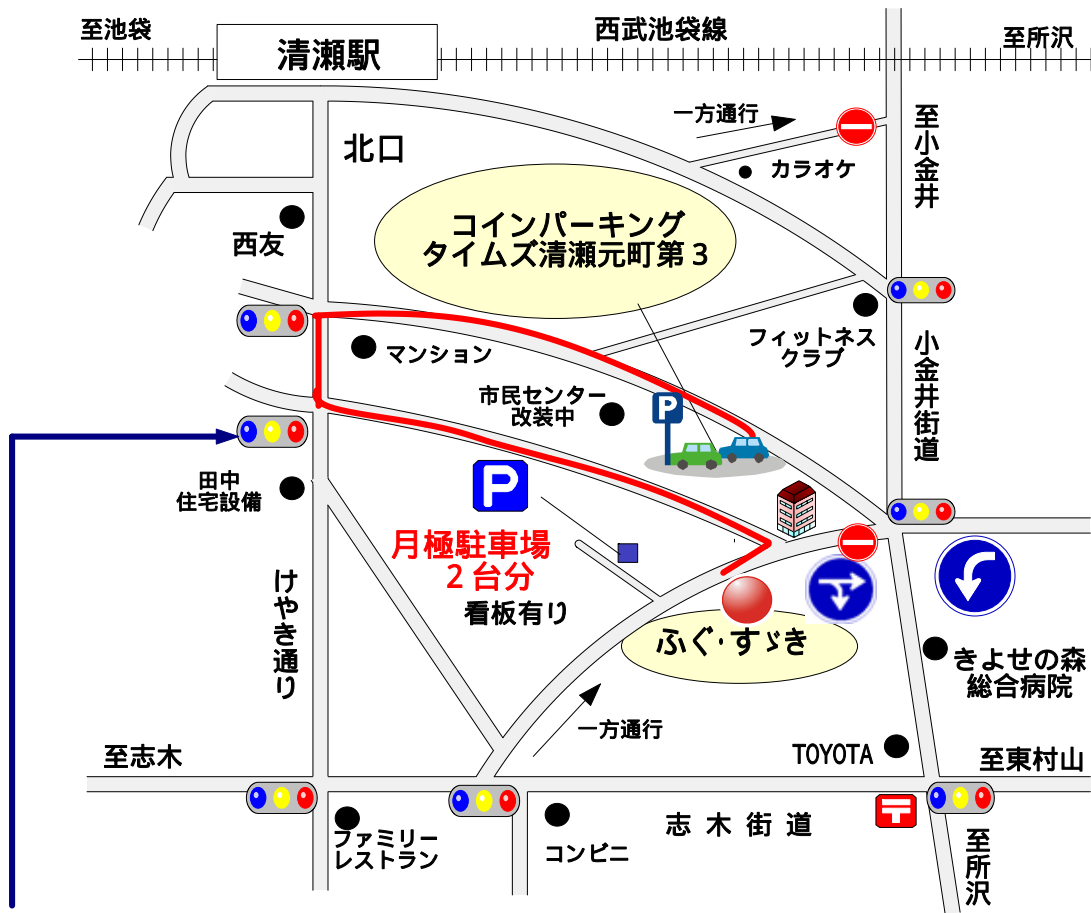 至池袋
清瀬駅
西武池袋線
至所沢
一方通行
至小金井
北口
カラオケ
コインパーキング
タイムズ清瀬元町第3
西友
フィットネス
クラブ
マンション
小金井街道
市民センター
改装中
P
田中
住宅設備
P
月極駐車場
2台分
看板有り
けやき通り
ふぐ・すゞき
きよせの森
総合病院
一方通行
至志木
TOYOTA
至東村山
志木街道
ファミリー
レストラン
コンビニ
至所沢